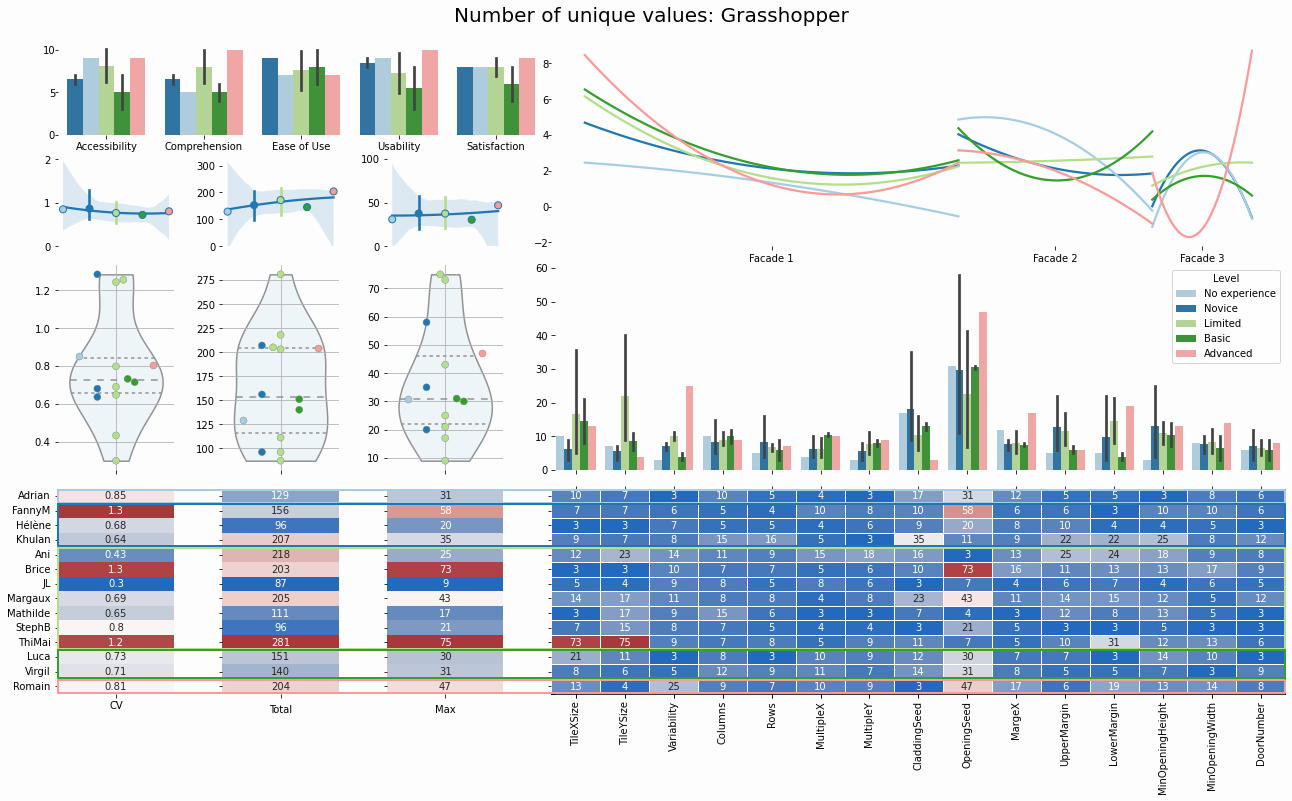 Number of unique values: Grasshopper
10
5
0
Accessibility Comprehension Ease of Use Usability Satisfaction
8
6
4
2
0
−2
Facade 1 Facade 2 Facade 3
2
1
0
300
200
100
0
100
50
0
1.2
1.0
0.8
0.6
0.4
275
250
225
200
175
150
125
100
70
60
50
40
30
20
10
60
50
40
30
20
10
0
Level
No experience
Novice
Limited
Basic
Advanced
Adrian 0.85 129 31 10 7 3 10 5 4 3 17 31 12 5 5 3 8 6
FannyM 1.3 156 58 7 7 6 5 4 10 8 10 58 6 6 3 10 10 6
Hélène 0.68 96 20 3 3 7 5 5 4 6 9 20 8 10 4 4 5 3
Khulan 0.64 207 35 9 7 8 15 16 5 3 35 11 9 22 22 25 8 12
Ani 0.43 218 25 12 23 14 11 9 15 18 16 3 13 25 24 18 9 8
Brice 1.3 203 73 3 3 10 7 7 5 6 10 73 16 11 13 13 17 9
JL 0.3 87 9 5 4 9 8 5 8 6 3 7 4 6 7 4 6 5
Margaux 0.69 205 43 14 17 11 8 8 4 8 23 43 11 14 15 12 5 12
Mathilde 0.65 111 17 3 17 9 15 6 3 3 7 4 3 12 8 13 5 3
StephB 0.8 96 21 7 15 8 7 5 4 4 3 21 5 3 3 5 3 3
ThiMai 1.2 281 75 73 75 9 7 8 5 9 11 7 5 10 31 12 13 6
Luca 0.73 151 30 21 11 3 8 3 10 9 12 30 7 7 3 14 10 3
Virgil 0.71 140 31 8 6 5 12 9 11 7 14 31 8 5 5 7 3 9
Romain 0.81 204 47 13 4 25 9 7 10 9 3 47 17 6 19 13 14 8
CV Total Max
TileXSize
TileYSize
Variability
Columns
Rows
MultipleX
MultipleY
CladdingSeed
OpeningSeed
MargeX
UpperMargin
LowerMargin
MinOpeningHeight
MinOpeningWidth
DoorNumber